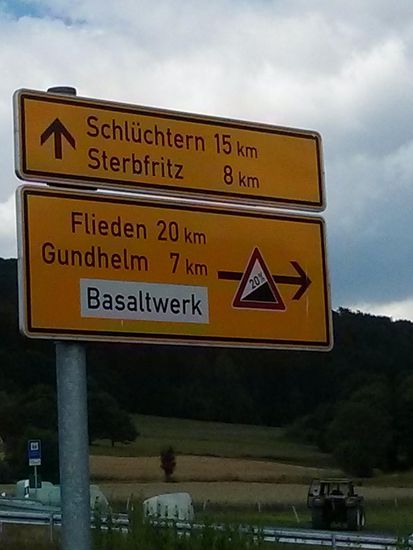 Schlüchtern 15 km
Sterbfritz 8 km
Flieden 20 km
Gundhelm 7 km
20%
Basaltwerk